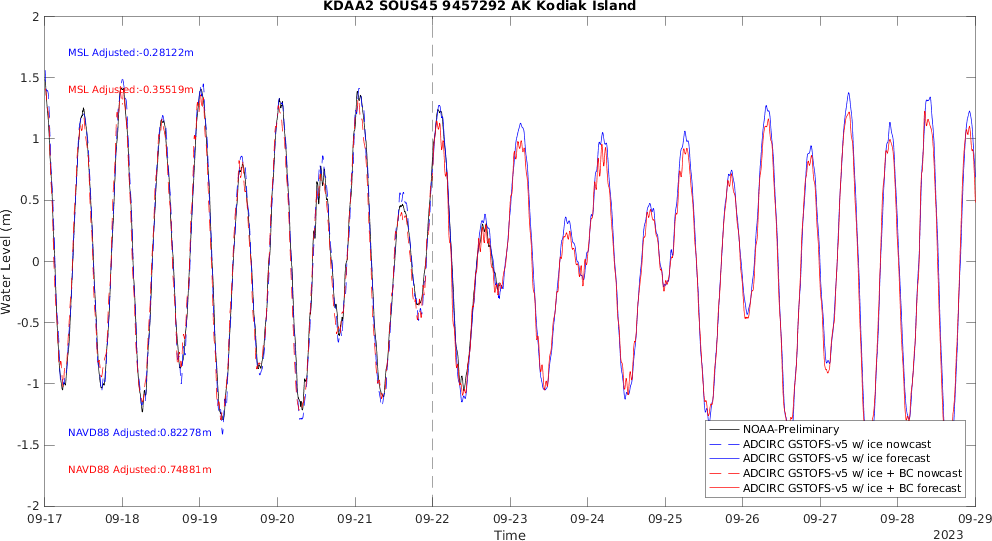 KDAA2 SOUS45 9457292 AK Kodiak Island
2
1.5
1
0.5
0
-0.5
-1
-1.5
-2
Water Level (m)
MSL Adjusted:-0.28122m
MSL Adjusted:-0.35519m
NAVD88 Adjusted:0.82278m
NAVD88 Adjusted:0.74881m
NOAA-Preliminary
ADCIRC GSTOFS-v5 w/ ice nowcast
ADCIRC GSTOFS-v5 w/ ice forecast
ADCIRC GSTOFS-v5 w/ ice + BC nowcast
ADCIRC GSTOFS-v5 w/ ice + BC forecast
09-17 09-18 09-19 09-20 09-21 09-22 09-23 09-24 09-25 09-26 09-27 09-28 09-29
Time
2023